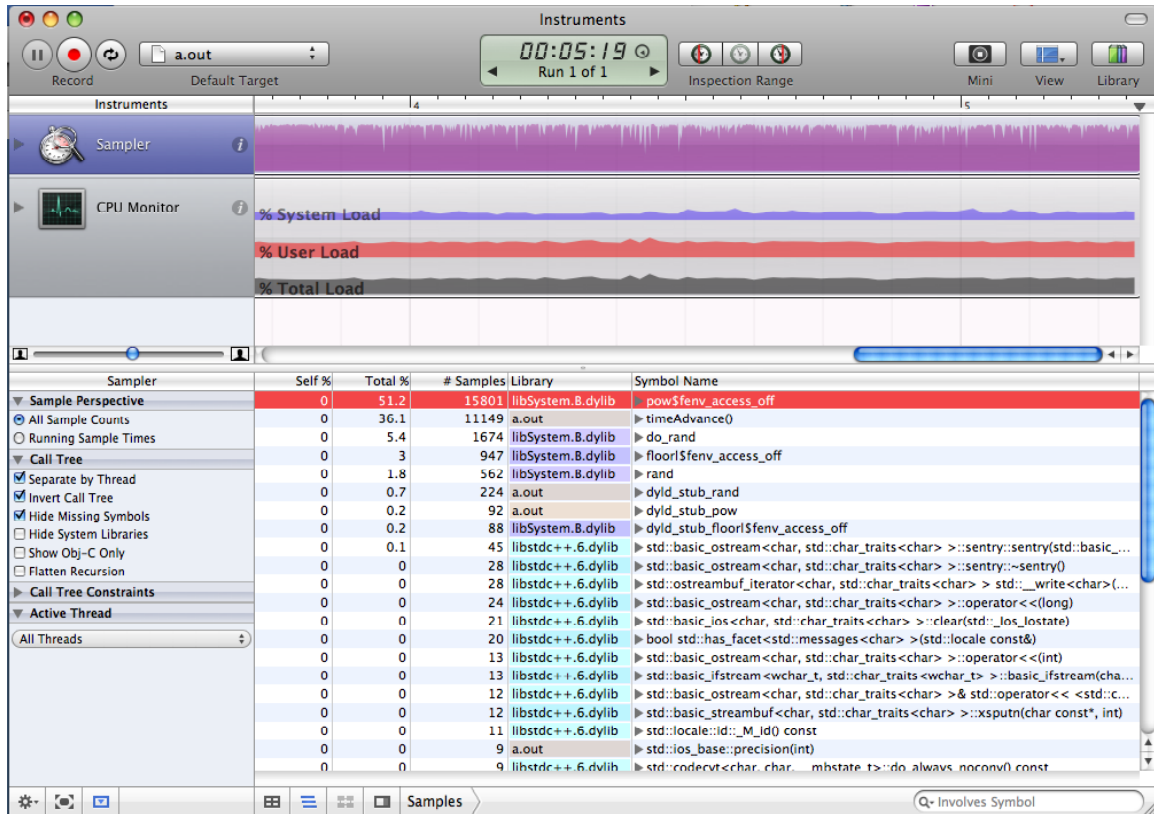 Instruments
a.out
00:05:19
Run 1 of 1
Record
Default Target
Inspection Range
Mini
View
Library
Instruments
4
5
Sampler
CPU Monitor
% System Load
% User Load
% Total Load
Sampler
Self % Total % # Samples Library Symbol Name
Sample Perspective
All Sample Counts
Running Sample Times
Call Tree
Separate by Thread
Invert Call Tree
Hide Missing Symbols
Hide System Libraries
Show Obj-C Only
Flatten Recursion
Call Tree Constraints
Active Thread
All Threads
0 51.2 15801 libSystem.B.dylib pow$fenv_access_off
0 36.1 11149 a.out timeAdvance()
0 5.4 1674 libSystem.B.dylib do_rand
0 3 947 libSystem.B.dylib floorl$fenv_access_off
0 1.8 562 libSystem.B.dylib rand
0 0.7 224 a.out dyld_stub_rand
0 0.2 92 a.out dyld_stub_pow
0 0.2 88 libSystem.B.dylib dyld_stub_floorl$fenv_access_off
0 0.1 45 libstdc++.6.dylib std::basic_ostream<char, std::char_traits<char> >::sentry::sentry(std::basic_...
0 0 28 libstdc++.6.dylib std::basic_ostream<char, std::char_traits<char> >::sentry::~sentry()
0 0 28 libstdc++.6.dylib std::ostreambuf_iterator<char, std::char_traits<char> > std::__write<char>(...
0 0 24 libstdc++.6.dylib std::basic_ostream<char, std::char_traits<char> >::operator<<(long)
0 0 21 libstdc++.6.dylib std::basic_ios<char, std::char_traits<char> >::clear(std::_Ios_Iostate)
0 0 20 libstdc++.6.dylib bool std::has_facet<std::messages<char> >(std::locale const&)
0 0 13 libstdc++.6.dylib std::basic_ostream<char, std::char_traits<char> >::operator<<(int)
0 0 13 libstdc++.6.dylib std::basic_ifstream<wchar_t, std::char_traits<wchar_t> >::basic_ifstream(cha...
0 0 12 libstdc++.6.dylib std::basic_ostream<char, std::char_traits<char> >& std::operator<< <std::c...
0 0 12 libstdc++.6.dylib std::basic_streambuf<char, std::char_traits<char> >::xsputn(char const*, int)
0 0 11 libstdc++.6.dylib std::locale::id::_M_id() const
0 0 9 a.out std::ios_base::precision(int)
0 0 9 libstdc++.6.dylib std::codecvt<char, char, __mbstate_t>::do_always_noconv() const
Samples
Involves Symbol